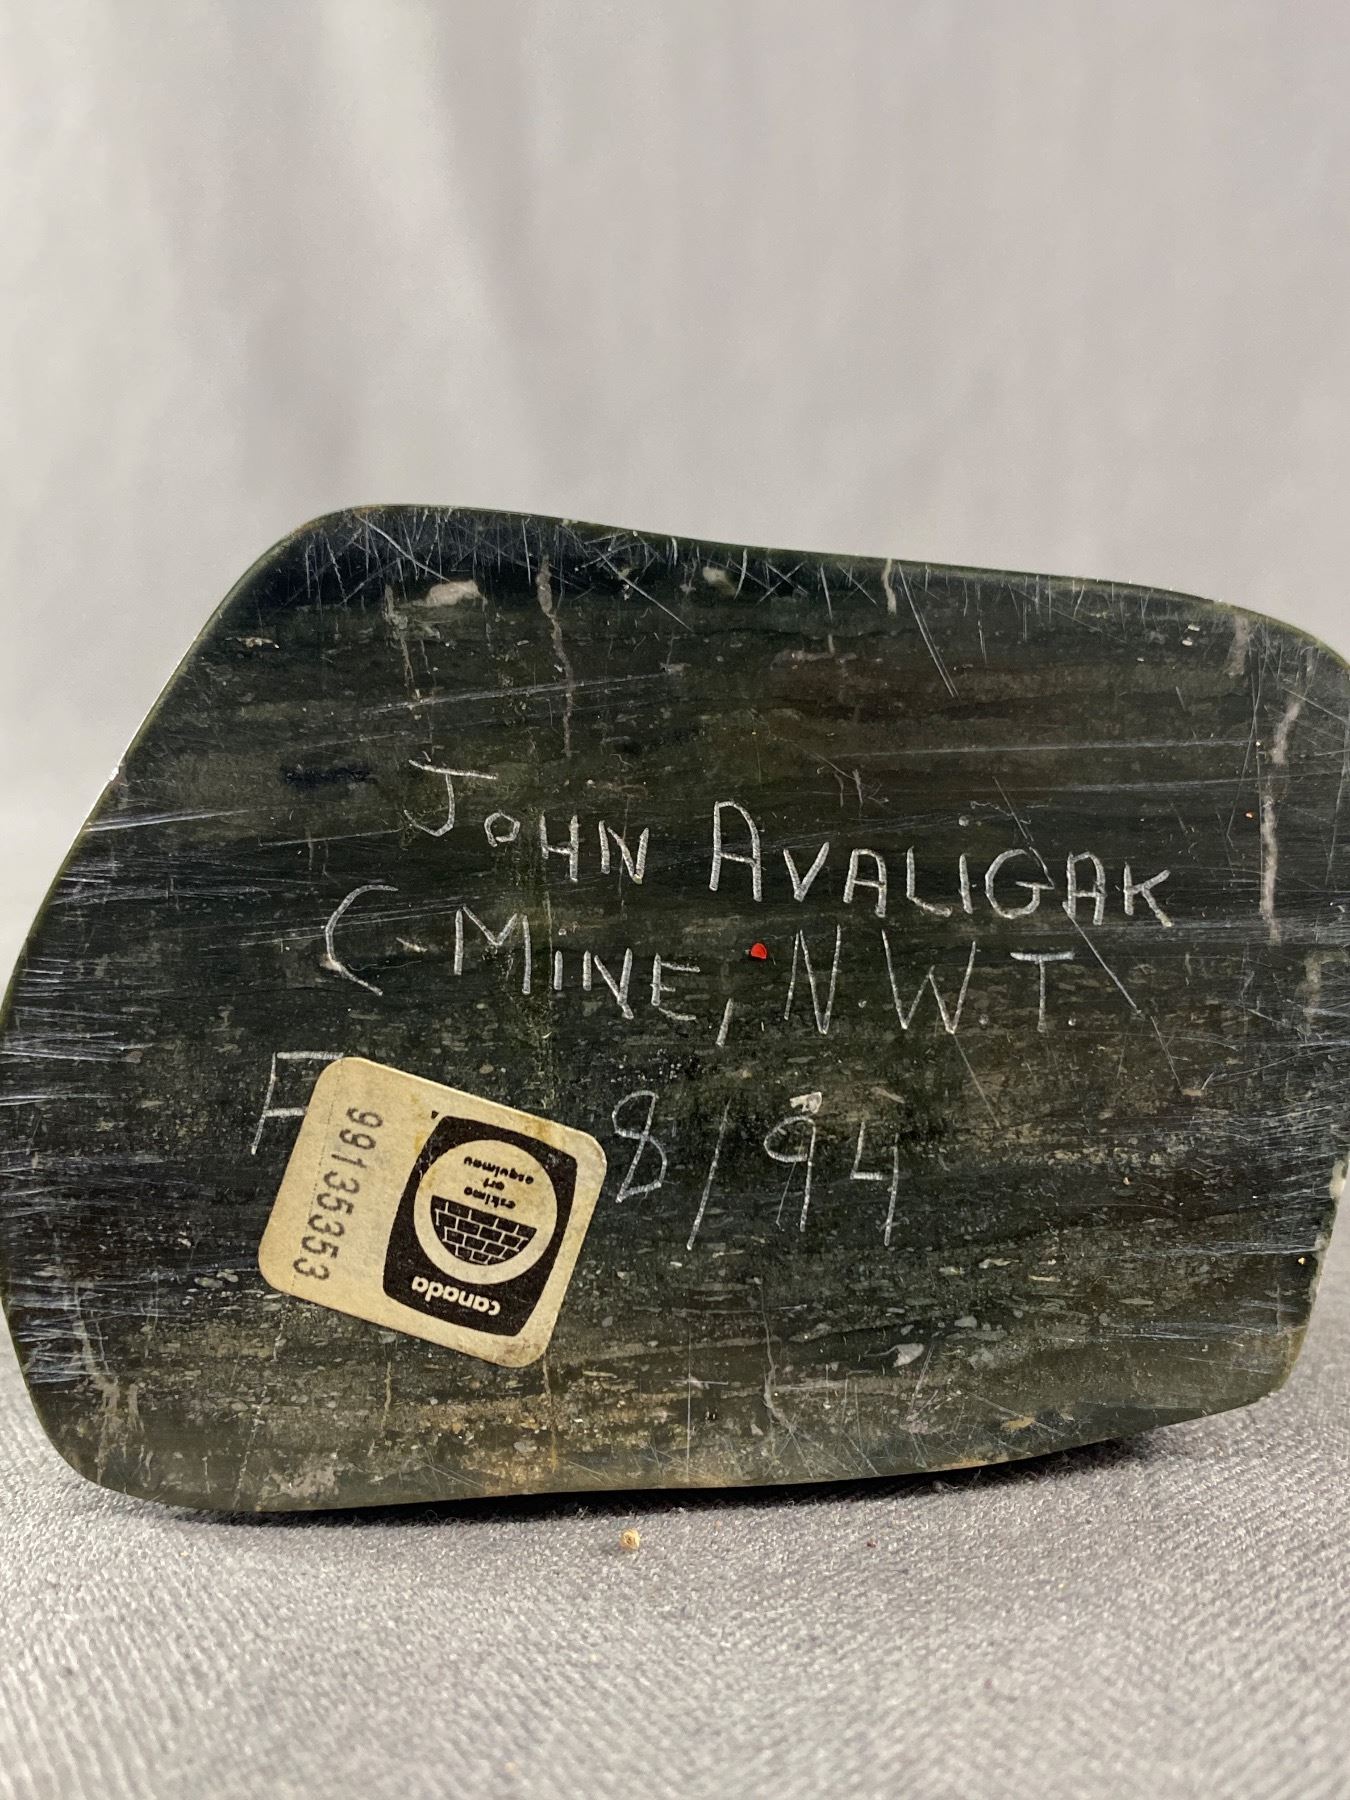 JOHN AVALIGAK
C-MINE, N.W.T.
F 8/94
99135353
eskimo
art
esquimau
canada